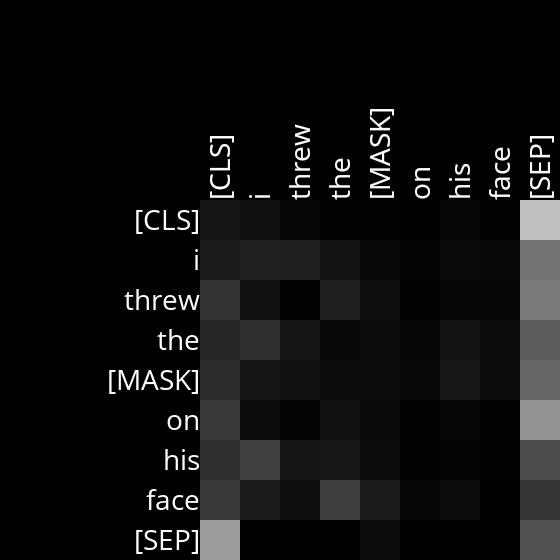 [CLS] i threw the [MASK] on his face [SEP]
[CLS]
i
threw
the
[MASK]
on
his
face
[SEP]